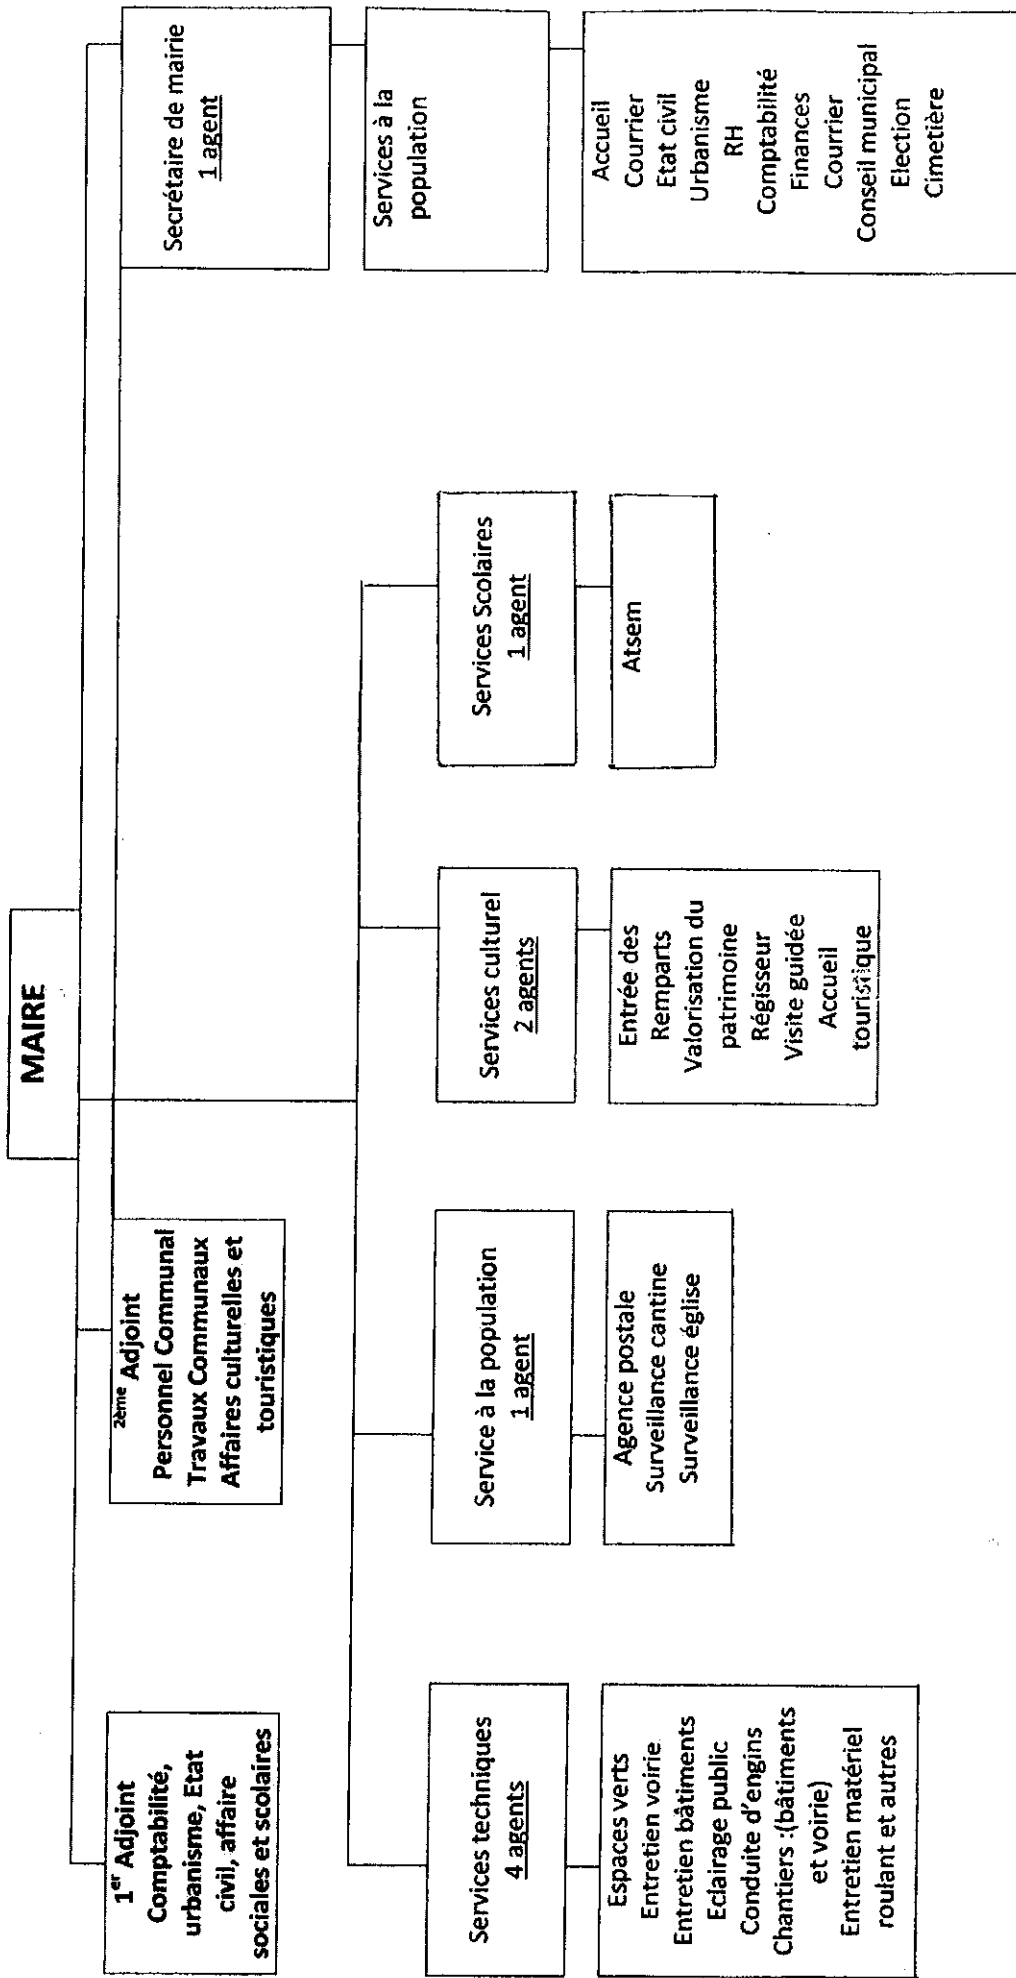 MAIRE
1er Adjoint
Comptabilité,
urbanisme, Etat
civil, affaire
sociales et scolaires
2ème Adjoint
Personnel Communal
Travaux Communaux
Affaires culturelles et
touristiques
Secrétaire de mairie
1 agent
Services à la
population
Accueil
Courrier
Etat civil
Urbanisme
RH
Comptabilité
Finances
Courrier
Conseil municipal
Election
Cimetière
Services techniques
4 agents
Espaces verts
Entretien voirie
Entretien bâtiments
Eclairage public
Conduite d'engins
Chantiers :(bâtiments
et voirie)
Entretien matériel
roulant et autres
Service à la population
1 agent
Agence postale
Surveillance cantine
Surveillance église
Services culturel
2 agents
Entrée des
Remparts
Valorisation du
patrimoine
Régisseur
Visite guidée
Accueil
touristique
Services Scolaires
1 agent
Atsem